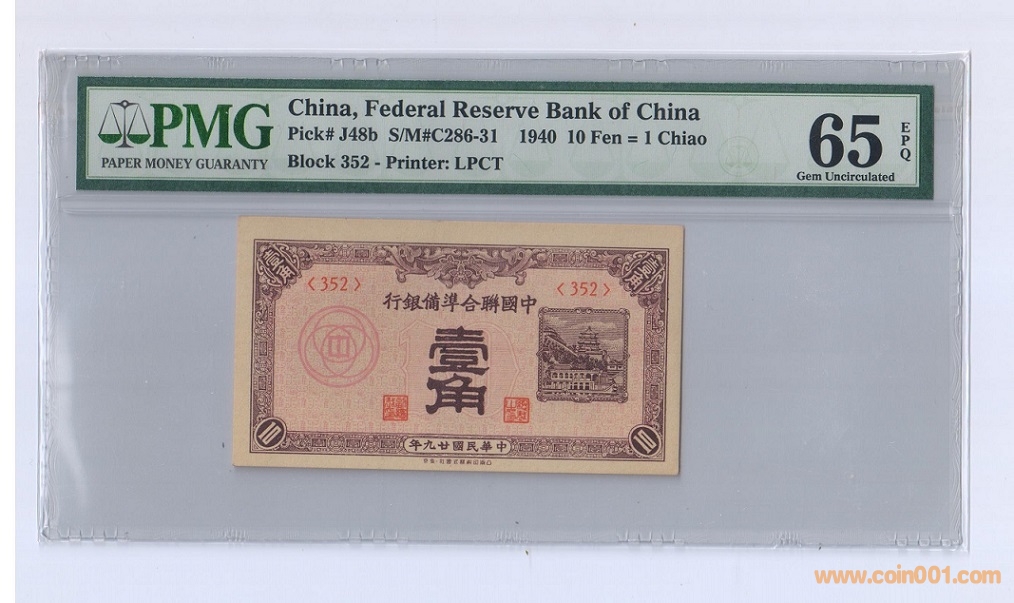 PMG
PAPER MONEY GUARANTY
China, Federal Reserve Bank of China
Pick# J48b S/M#C286-31 1940 10 Fen = 1 Chiao
Block 352 - Printer: LPCT
65
EPQ
Gem Uncirculated
壹角
壹角
〈 352 〉
〈 352 〉
行銀備準合聯國中
壹角
10
年九廿國民華中
10
www.coin001.com